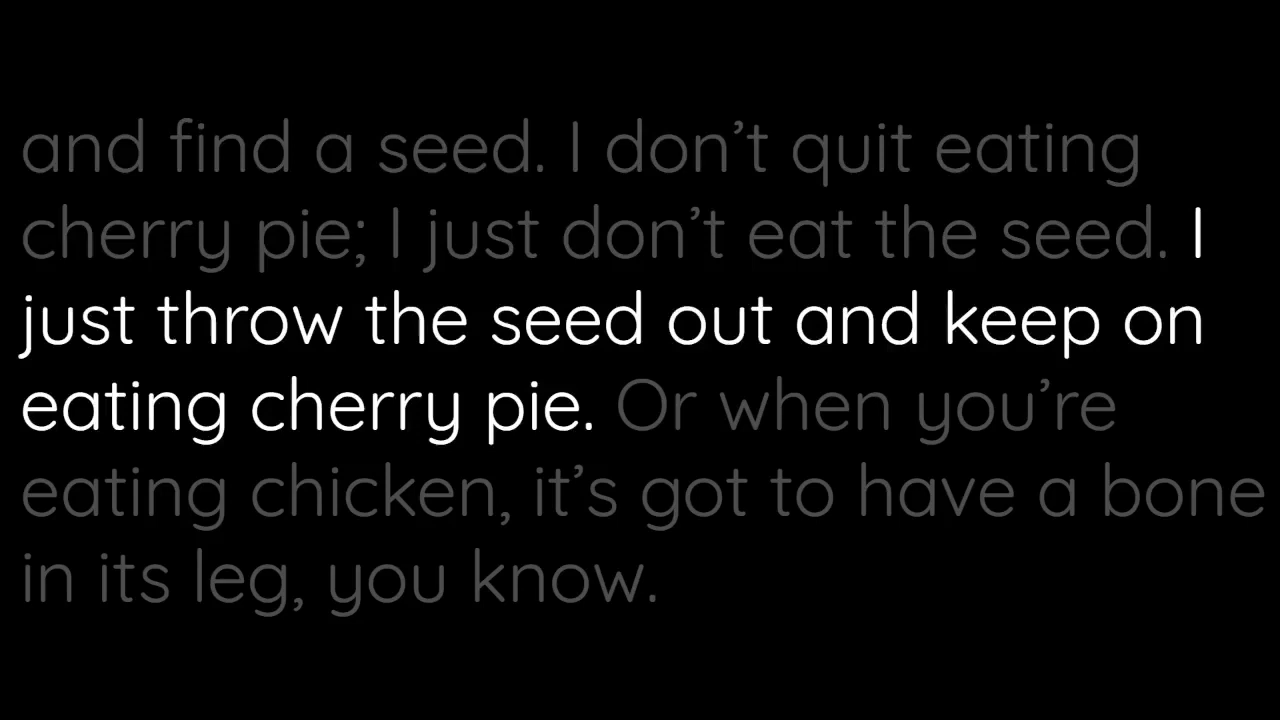 and find a seed. I don’t quit eating
cherry pie; I just don’t eat the seed. I
just throw the seed out and keep on
eating cherry pie. Or when you’re
eating chicken, it’s got to have a bone
in its leg, you know.